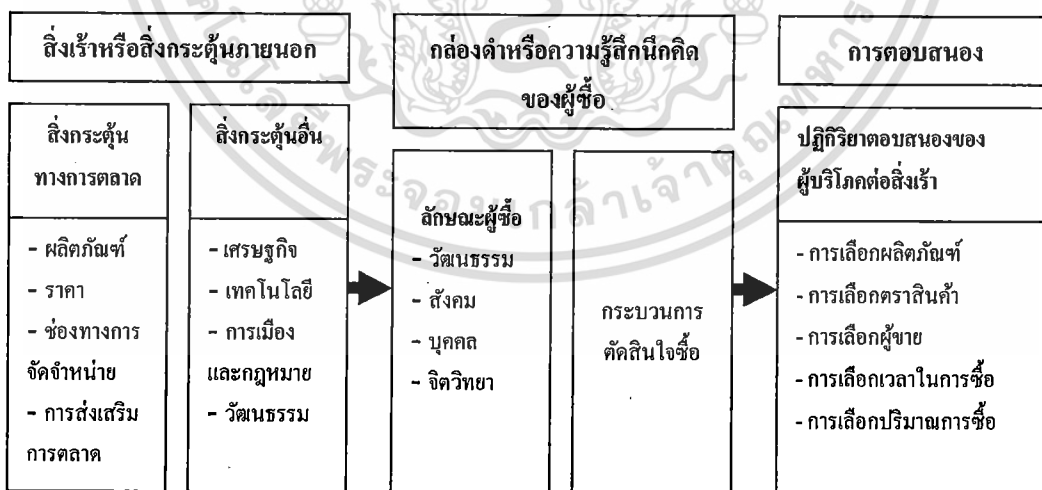 สิ่งเร้าหรือสิ่งกระตุ้นภายนอก
กล่องดำหรือความรู้สึกนึกคิด
ของผู้ซื้อ
การตอบสนอง
สิ่งกระตุ้น
ทางการตลาด
- ผลิตภัณฑ์
- ราคา
- ช่องทางการ
จัดจำหน่าย
- การส่งเสริม
การตลาด
สิ่งกระตุ้นอื่น
- เศรษฐกิจ
- เทคโนโลยี
- การเมือง
และกฎหมาย
- วัฒนธรรม
ลักษณะผู้ซื้อ
- วัฒนธรรม
- สังคม
- บุคคล
- จิตวิทยา
กระบวนการ
ตัดสินใจซื้อ
ปฏิกิริยาตอบสนองของ
ผู้บริโภคต่อสิ่งเร้า
- การเลือกผลิตภัณฑ์
- การเลือกตราสินค้า
- การเลือกผู้ขาย
- การเลือกเวลาในการซื้อ
- การเลือกปริมาณการซื้อ